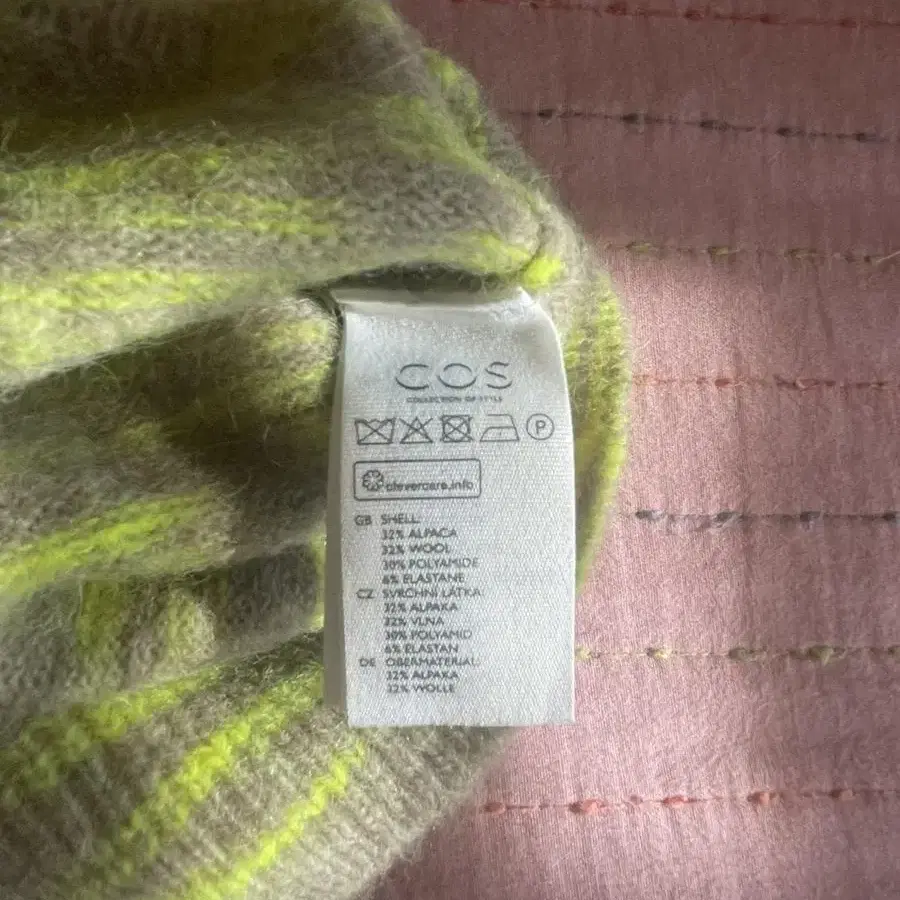 COS
COLLECTION OF STYLE
P
clevercare.info
GB SHELL:
32% ALPACA
32% WOOL
30% POLYAMIDE
6% ELASTANE
CZ SVRCHNÍ LÁTKA:
32% ALPAKA
32% VLNA
30% POLYAMID
6% ELASTAN
DE OBERMATERIAL:
32% ALPAKA
32% WOLLE